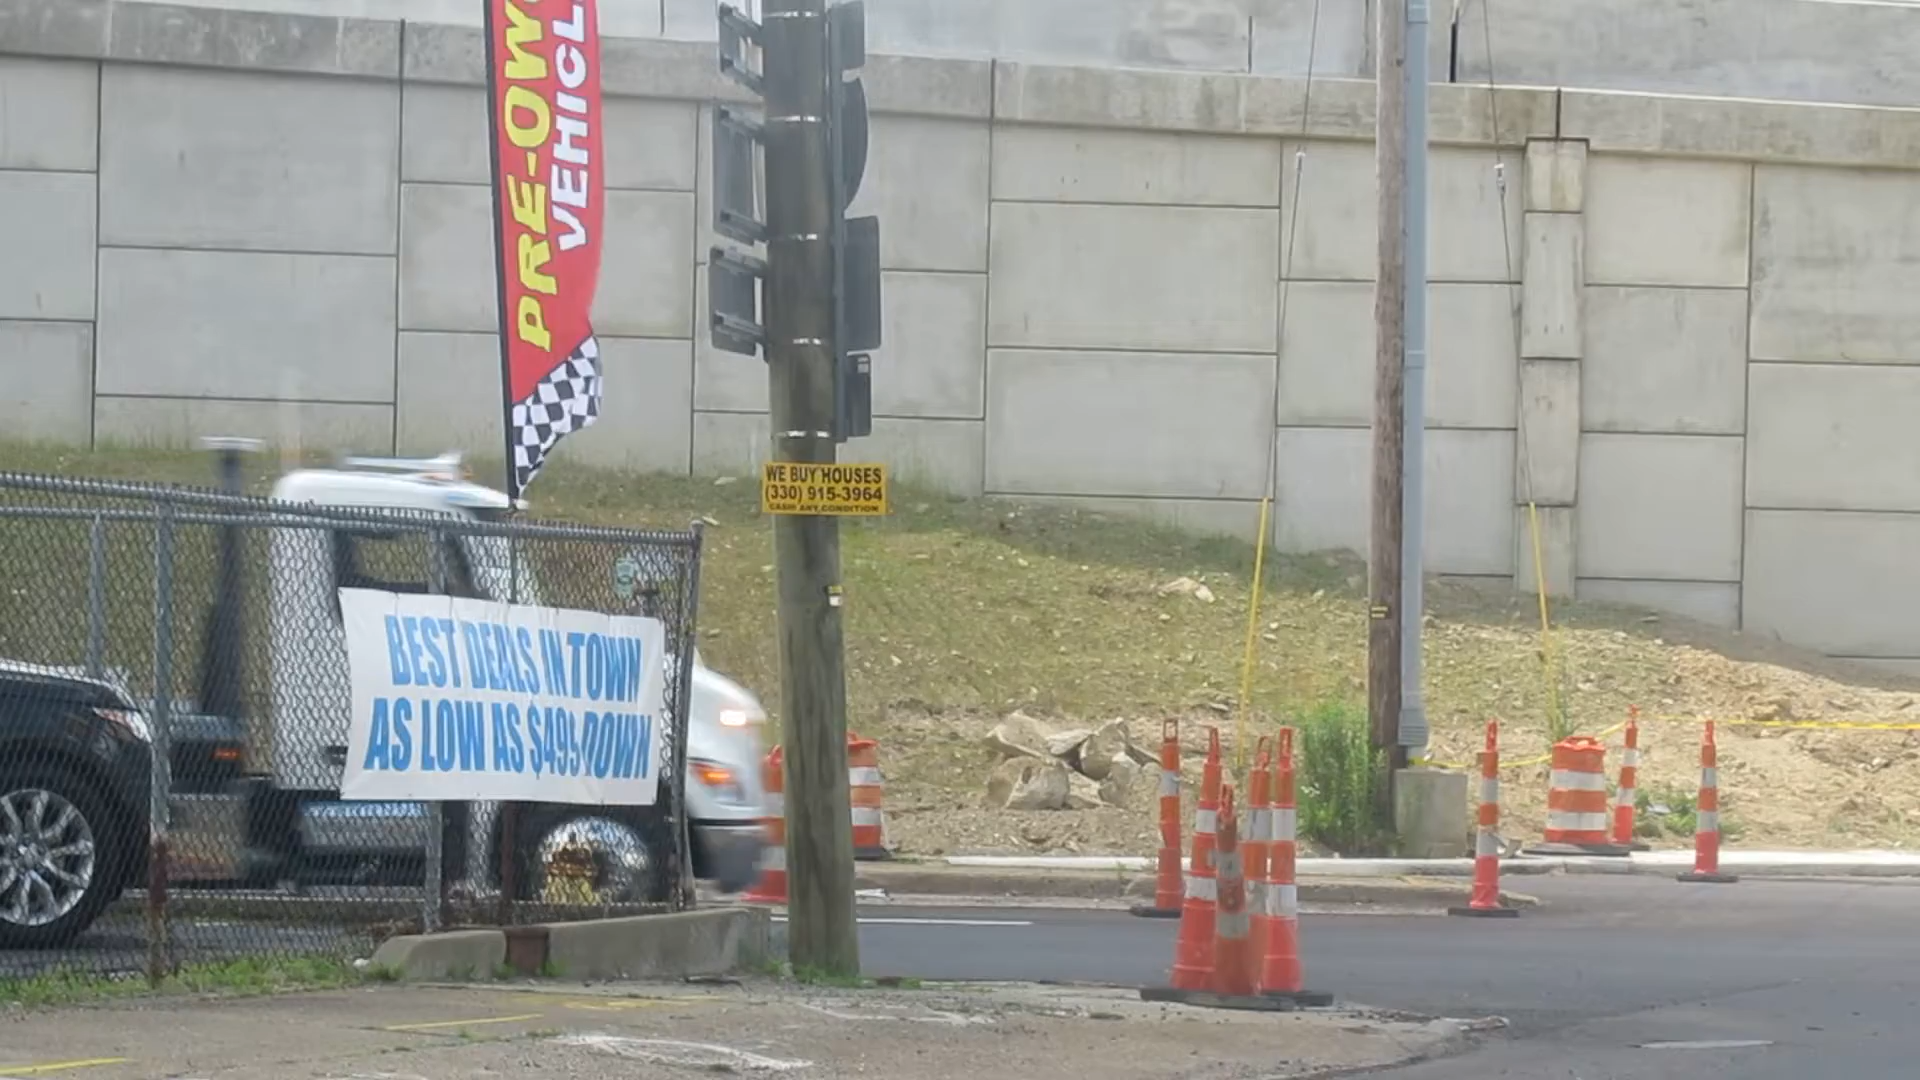 PRE-OW
VEHICL
WE BUY HOUSES
(330) 915-3964
CASH ANY CONDITION
BEST DEALS IN TOWN
AS LOW AS $495 DOWN